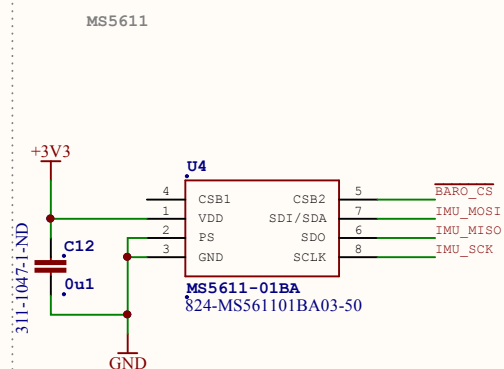 MS5611
+3V3
U4
4 CSB1 CSB2 5 BARO_CS
1 VDD SDI/SDA 7 IMU_MOSI
2 PS SDO 6 IMU_MISO
3 GND SCLK 8 IMU_SCK
C12
0u1
311-1047-1-ND
MS5611-01BA
824-MS561101BA03-50
GND